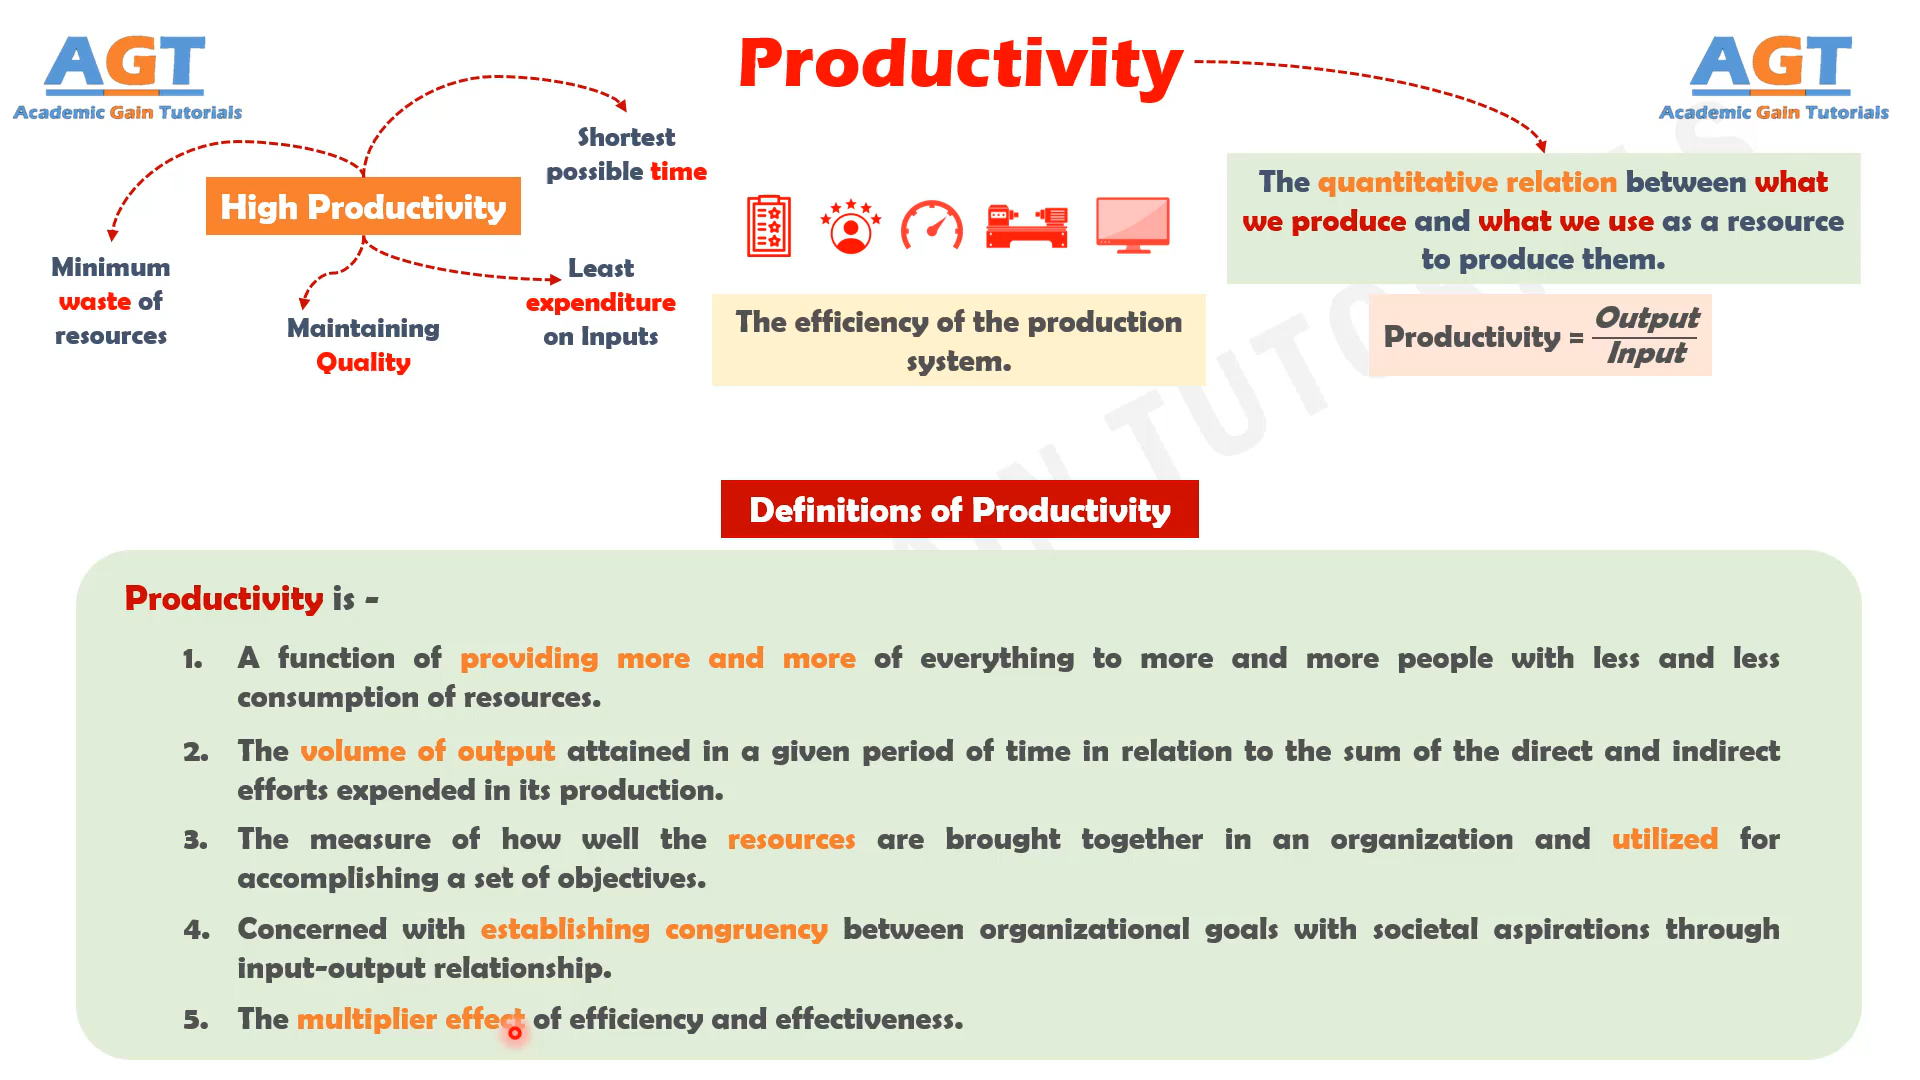 AGT
Academic Gain Tutorials
Productivity
AGT
Academic Gain Tutorials
High Productivity
Shortest
possible time
Minimum
waste of
resources
Maintaining
Quality
Least
expenditure
on Inputs
The efficiency of the production
system.
The quantitative relation between what
we produce and what we use as a resource
to produce them.
Productivity = Output
Input
Definitions of Productivity
Productivity is -
1. A function of providing more and more of everything to more and more people with less and less
consumption of resources.
2. The volume of output attained in a given period of time in relation to the sum of the direct and indirect
efforts expended in its production.
3. The measure of how well the resources are brought together in an organization and utilized for
accomplishing a set of objectives.
4. Concerned with establishing congruency between organizational goals with societal aspirations through
input-output relationship.
5. The multiplier effect of efficiency and effectiveness.